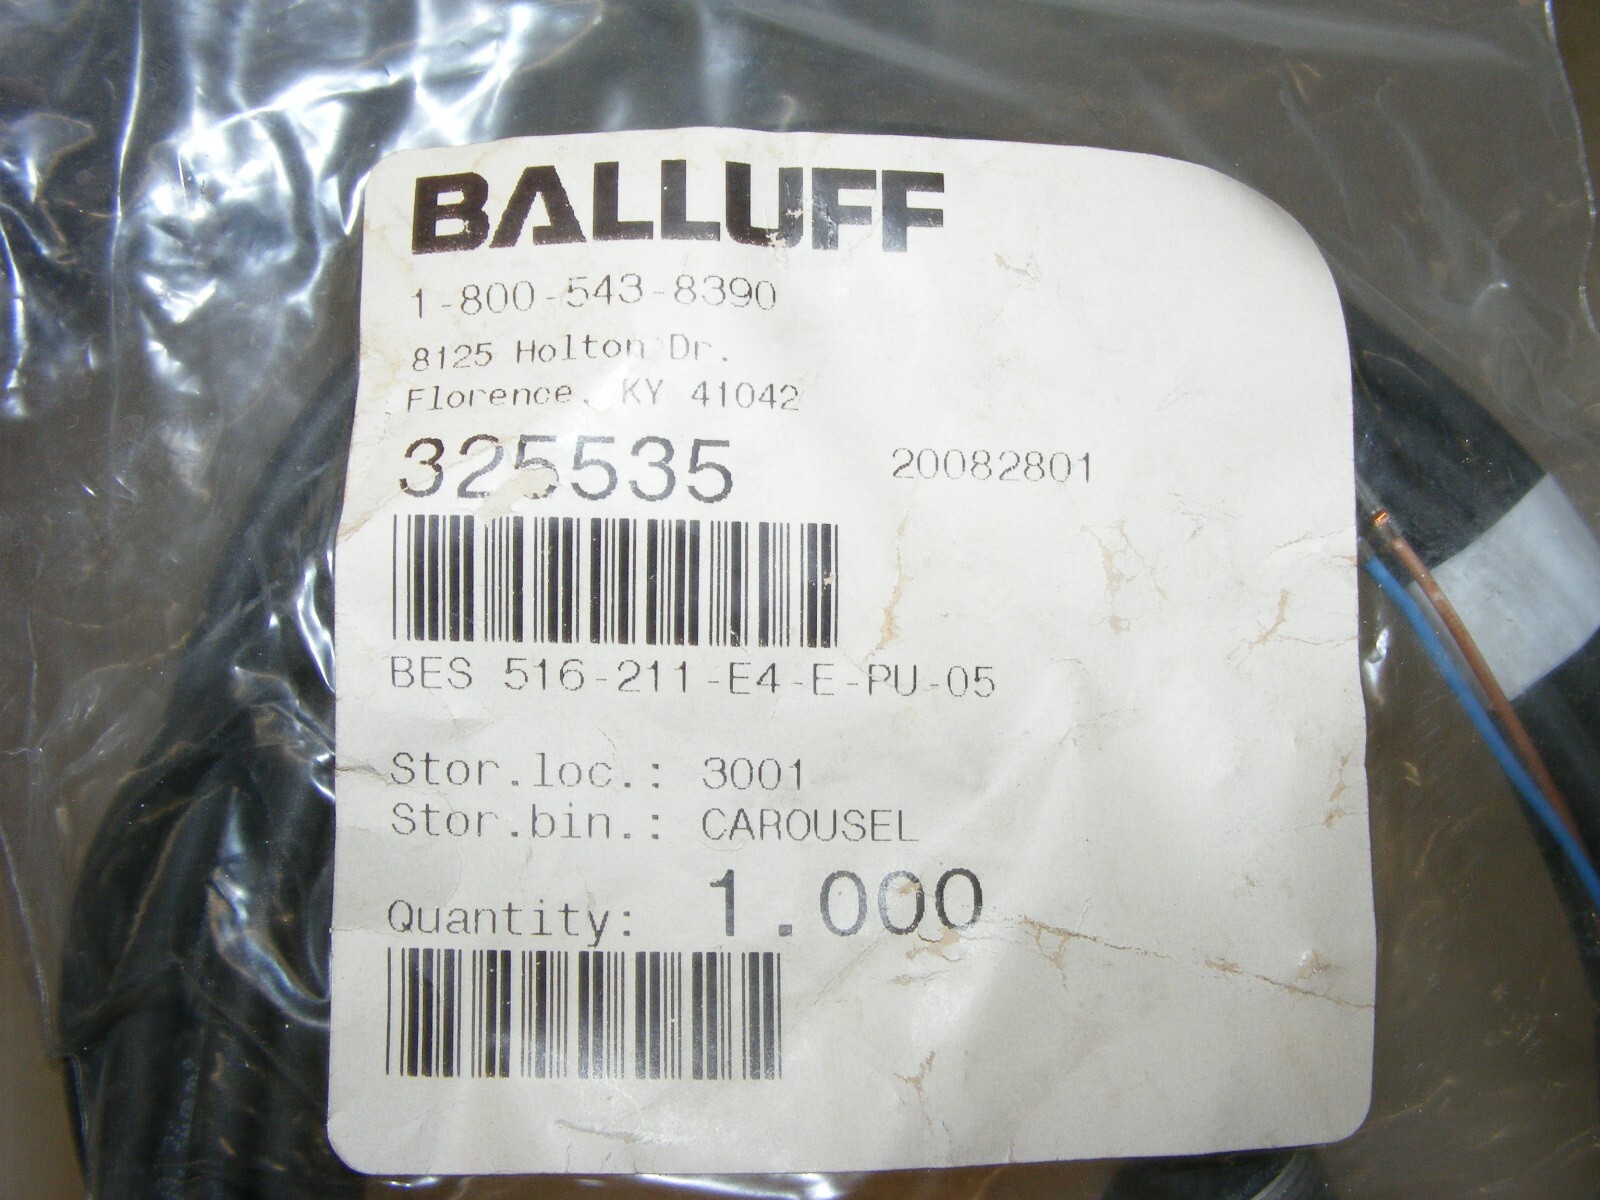 BALLUFF
1-800-543-8390
8125 Holton Dr.
Florence, KY 41042
325535 20082801
BES 516-211-E4-E-PU-05
Stor.loc.: 3001
Stor.bin.: CAROUSEL
Quantity: 1.000